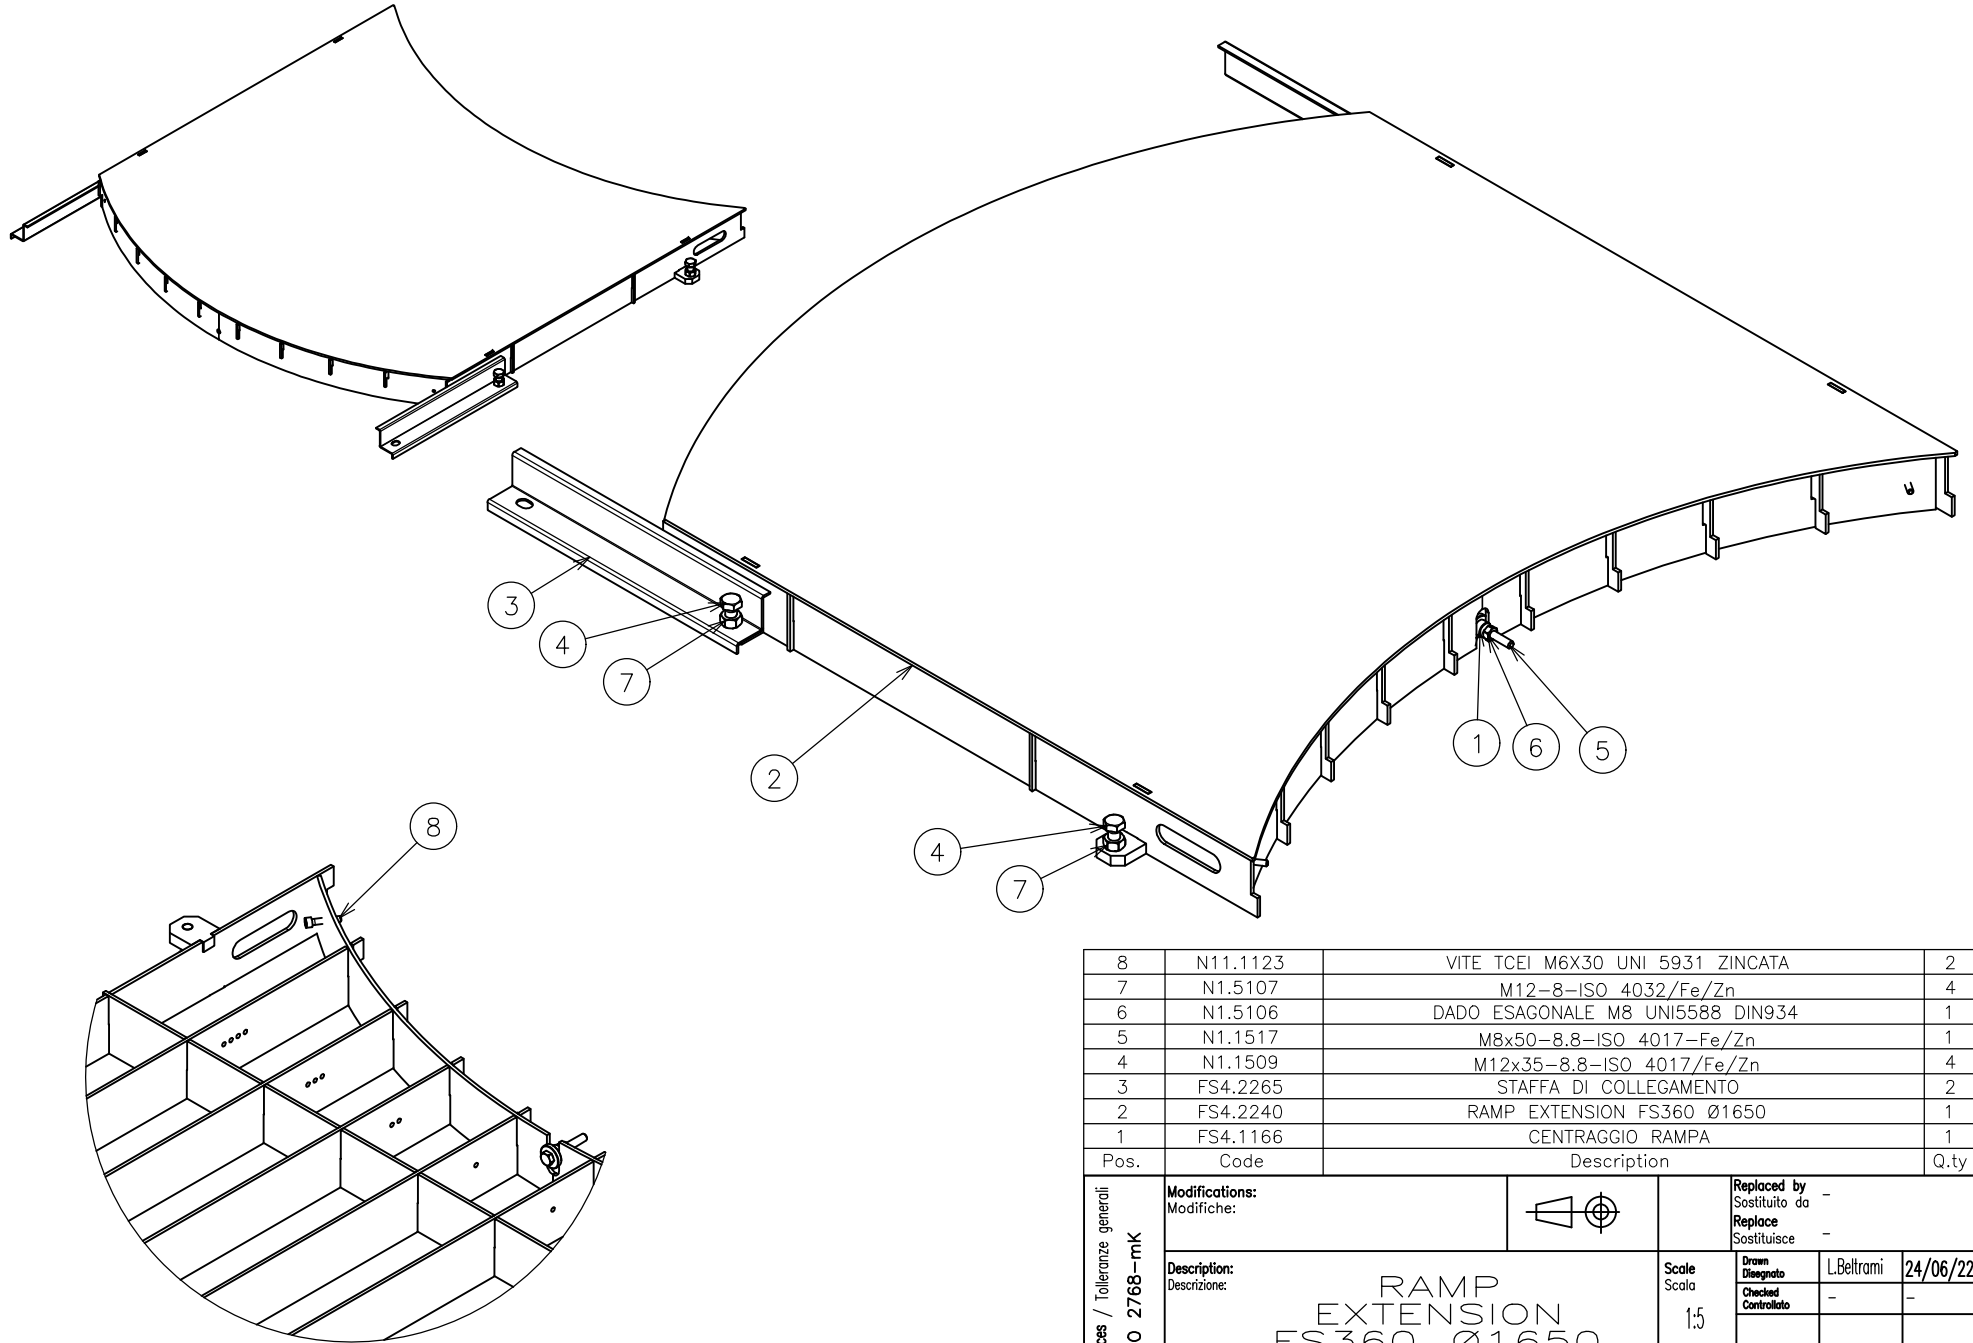 3
4
7
2
1
6
5
8
4
7
8 N11.1123 VITE TCEI M6X30 UNI 5931 ZINCATA 2
7 N1.5107 M12-8-ISO 4032/Fe/Zn 4
6 N1.5106 DADO ESAGONALE M8 UNI5588 DIN934 1
5 N1.1517 M8x50-8.8-ISO 4017-Fe/Zn 1
4 N1.1509 M12x35-8.8-ISO 4017/Fe/Zn 4
3 FS4.2265 STAFFA DI COLLEGAMENTO 2
2 FS4.2240 RAMP EXTENSION FS360 Ø1650 1
1 FS4.1166 CENTRAGGIO RAMPA 1
Pos. Code Description Q.ty
/ Tolleranze generali
2768-mK
Modifications:
Modifiche:
Replaced by -
Sostituito da
Replace
Sostituisce -
Description:
Descrizione:
RAMP
EXTENSION
FS360 Ø1650
Scale
Scala
1:5
Drawn
Disegnato
L.Beltrami 24/06/22
Checked
Controllato
- -